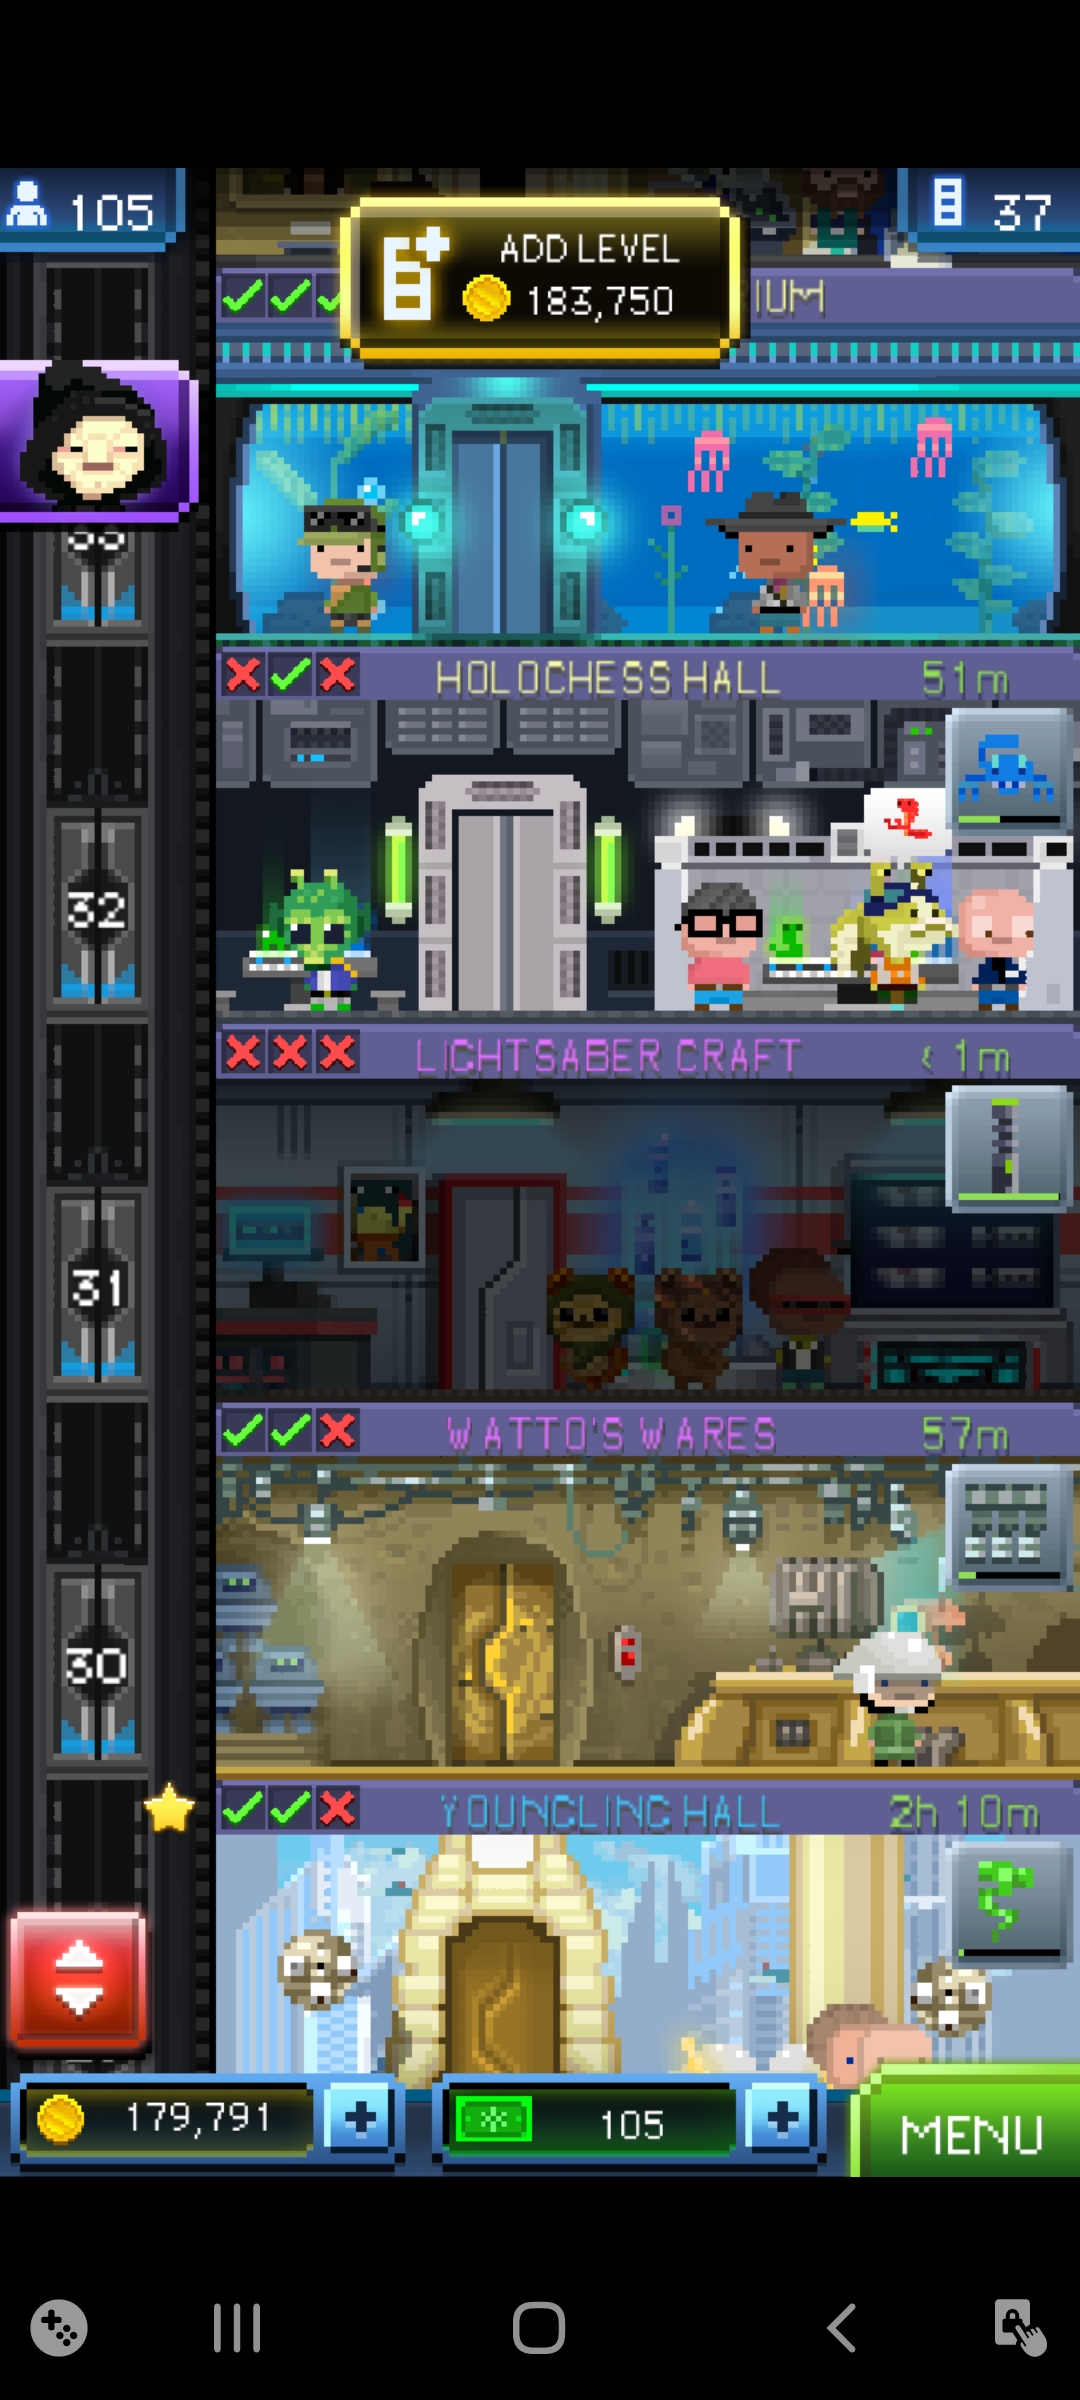 105
ADD LEVEL
183,750
37
IUM
HOLOCHESS HALL
51m
32
LIGHTSABER CRAFT
< 1m
31
WATTO'S WARES
57m
30
YOUNGLING HALL
2h 10m
179,791
105
MENU